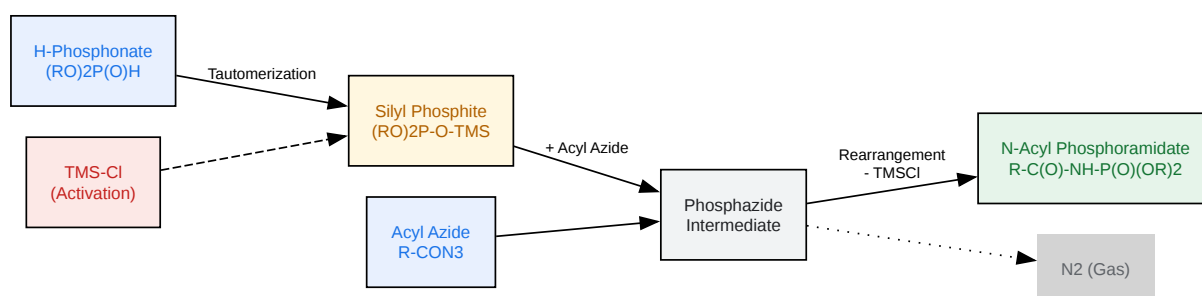 H-Phosphonate
(RO)2P(O)H
Tautomerization
TMS-Cl
(Activation)
Silyl Phosphite
(RO)2P-O-TMS
+ Acyl Azide
Acyl Azide
R-CON3
Phosphazide
Intermediate
Rearrangement
- TMSCl
N-Acyl Phosphoramidate
R-C(O)-NH-P(O)(OR)2
N2 (Gas)